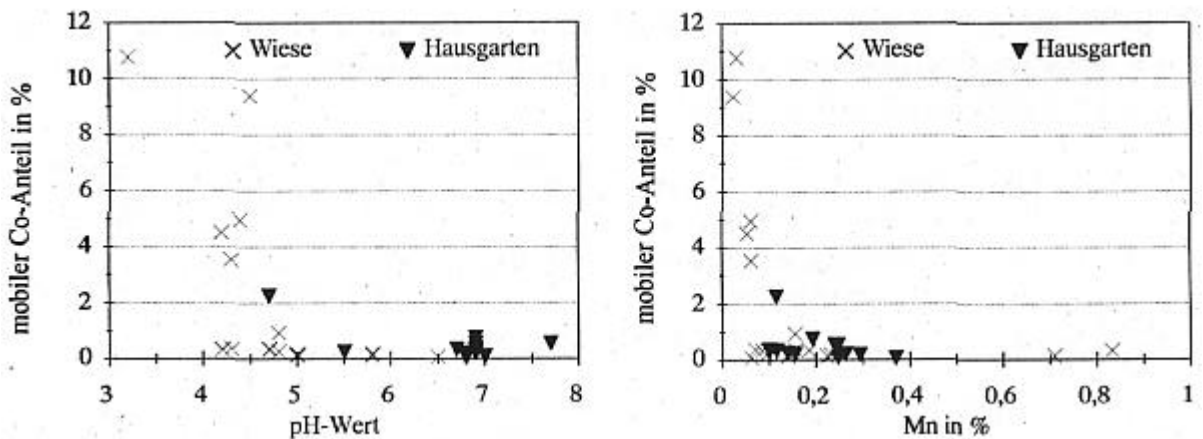 mobiler Co-Anteil in %
12
10
8
6
4
2
0
Wiese
Hausgarten
3 4 5 6 7 8
pH-Wert
mobiler Co-Anteil in %
12
10
8
6
4
2
0
Wiese
Hausgarten
0 0,2 0,4 0,6 0,8 1
Mn in %